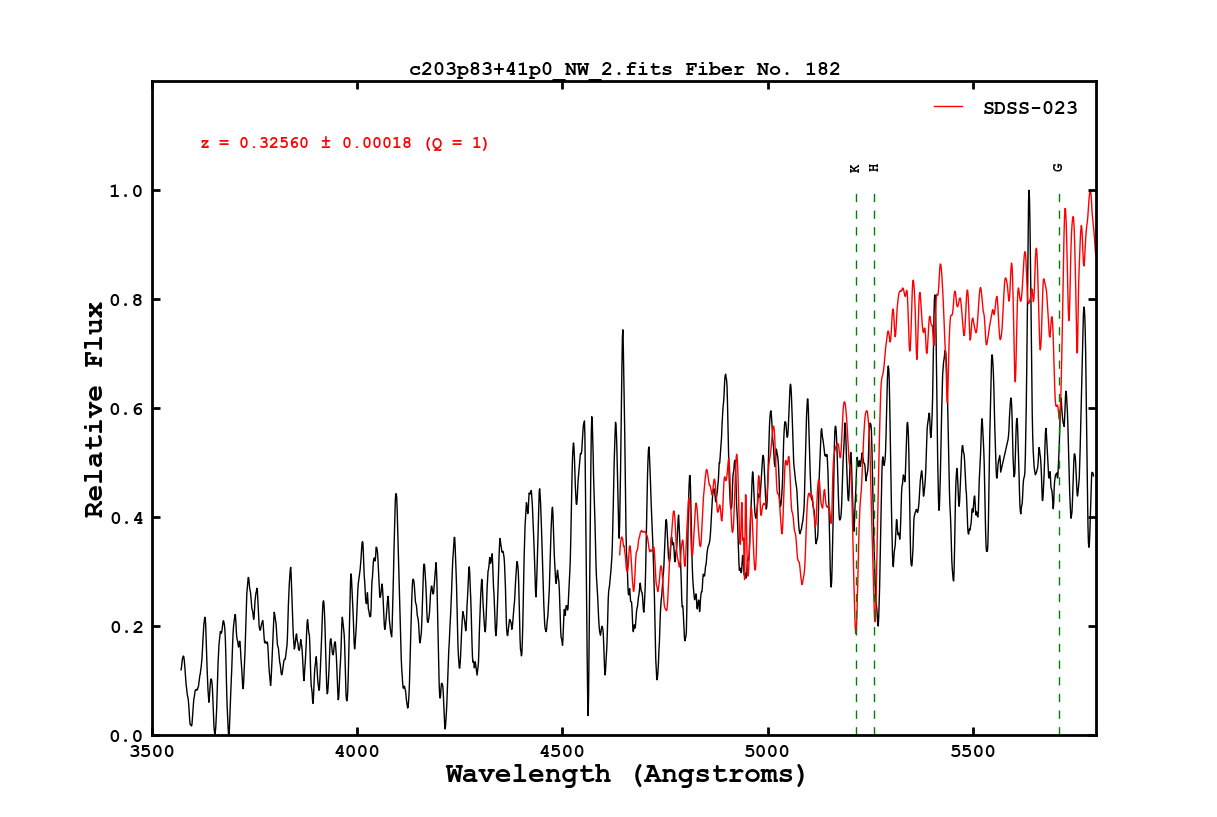 c203p83+41p0_NW_2.fits Fiber No. 182
SDSS-023
z = 0.32560 ± 0.00018 (Q = 1)
K H G
1.0
0.8
0.6
0.4
0.2
0.0
Relative Flux
3500 4000 4500 5000 5500
Wavelength (Angstroms)